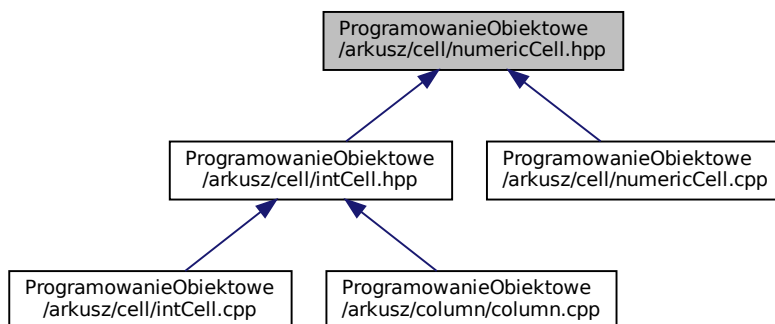 ProgramowanieObiektowe
/arkusz/cell/numericCell.hpp
ProgramowanieObiektowe
/arkusz/cell/intCell.hpp
ProgramowanieObiektowe
/arkusz/cell/numericCell.cpp
ProgramowanieObiektowe
/arkusz/cell/intCell.cpp
ProgramowanieObiektowe
/arkusz/column/column.cpp